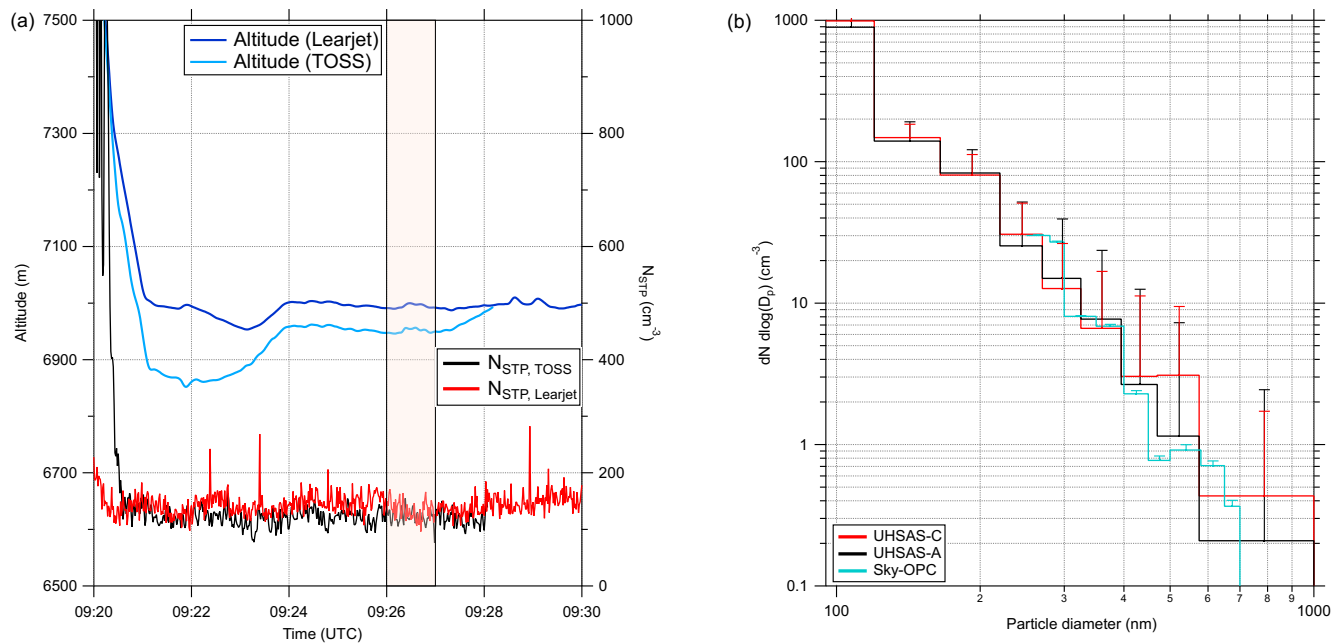 (a)
7500
7300
7100
6900
6700
6500
Altitude (m)
Altitude (Learjet)
Altitude (TOSS)
N_STP, TOSS
N_STP, Learjet
1000
800
600
400
200
0
N_STP (cm⁻³)
09:20
09:22
09:24
09:26
09:28
09:30
Time (UTC)
(b)
1000
100
10
1
0.1
dN dlog(D_p) (cm⁻³)
UHSAS-C
UHSAS-A
Sky-OPC
100 2 3 4 5 6 7 8 9 1000
Particle diameter (nm)